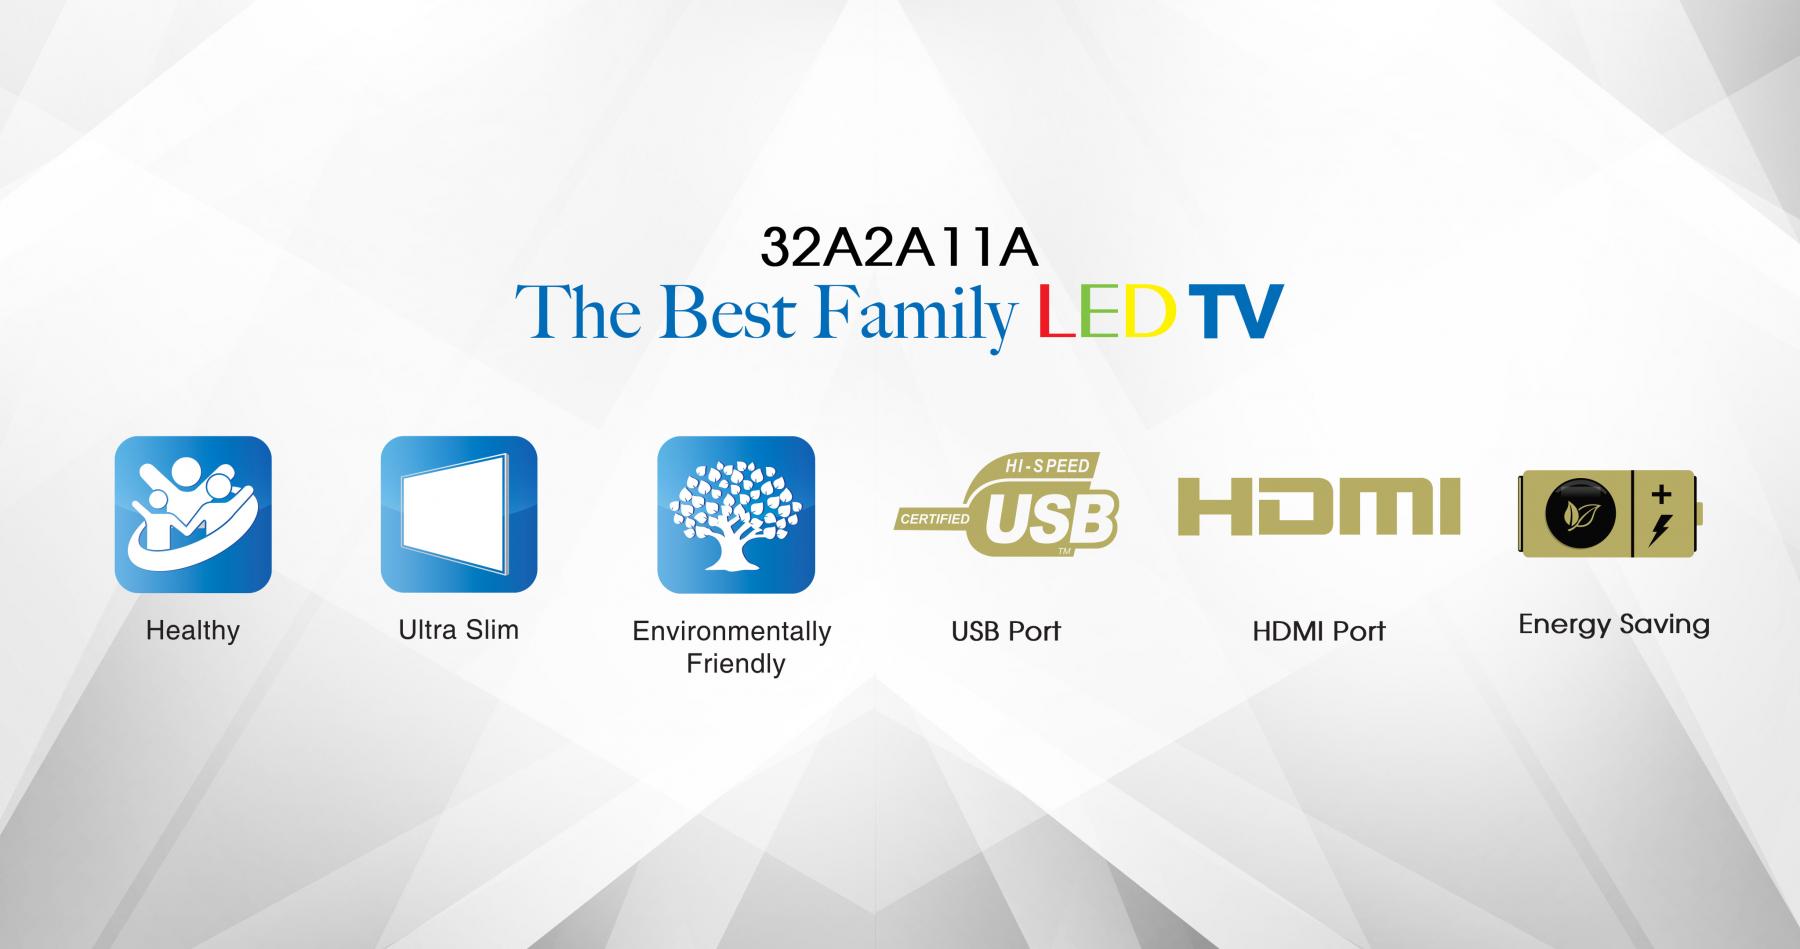 32A2A11A
The Best Family LED TV
HI-SPEED
CERTIFIED USB
TM
HDMI
Healthy
Ultra Slim
Environmentally
Friendly
USB Port
HDMI Port
Energy Saving